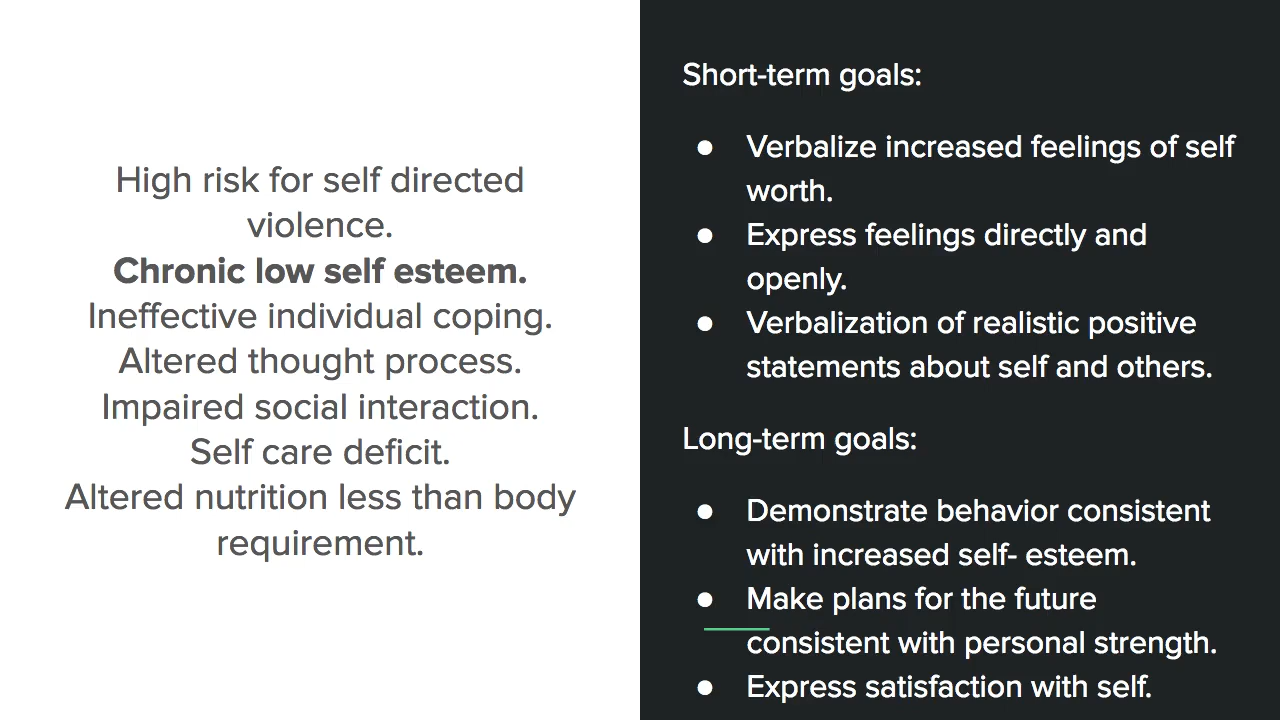 High risk for self directed
violence.
Chronic low self esteem.
Ineffective individual coping.
Altered thought process.
Impaired social interaction.
Self care deficit.
Altered nutrition less than body
requirement.
Short-term goals:
● Verbalize increased feelings of self
worth.
● Express feelings directly and
openly.
● Verbalization of realistic positive
statements about self and others.
Long-term goals:
● Demonstrate behavior consistent
with increased self- esteem.
● Make plans for the future
consistent with personal strength.
● Express satisfaction with self.